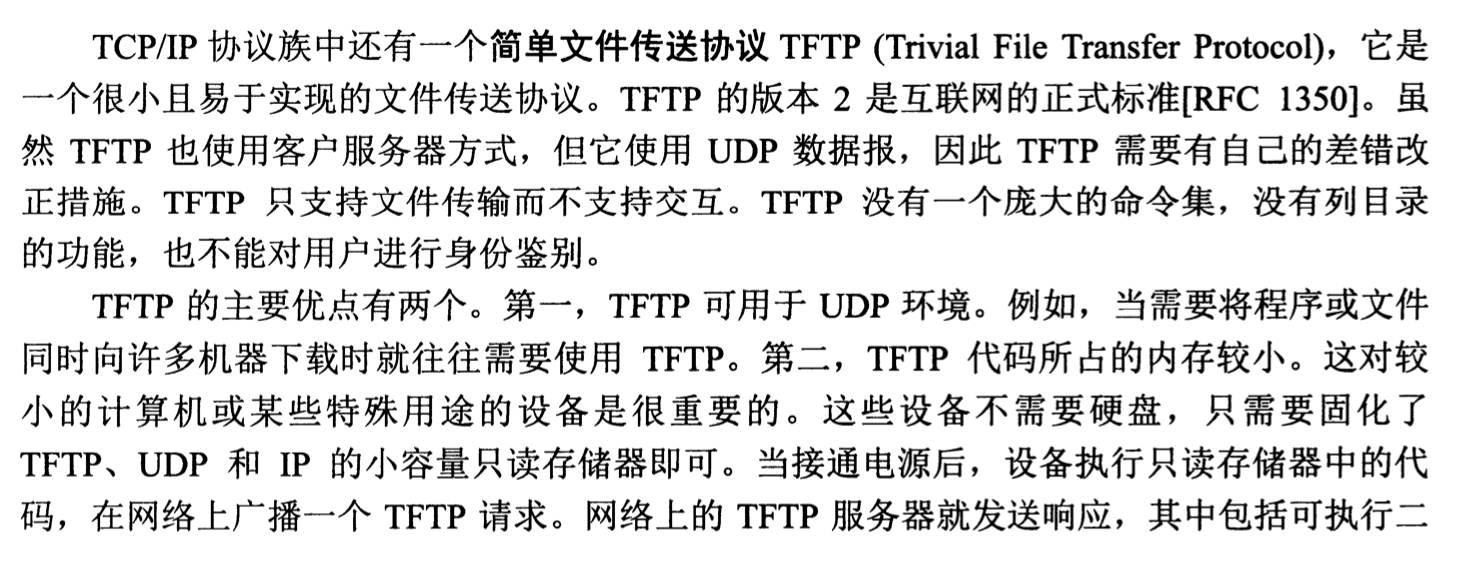 TCP/IP 协议族中还有一个简单文件传送协议 TFTP (Trivial File Transfer Protocol)，它是
一个很小且易于实现的文件传送协议。TFTP 的版本 2 是互联网的正式标准[RFC 1350]。虽
然 TFTP 也使用客户服务器方式，但它使用 UDP 数据报，因此 TFTP 需要有自己的差错改
正措施。TFTP 只支持文件传输而不支持交互。TFTP 没有一个庞大的命令集，没有列目录
的功能，也不能对用户进行身份鉴别。
TFTP 的主要优点有两个。第一，TFTP 可用于 UDP 环境。例如，当需要将程序或文件
同时向许多机器下载时就往往需要使用 TFTP。第二，TFTP 代码所占的内存较小。这对较
小的计算机或某些特殊用途的设备是很重要的。这些设备不需要硬盘，只需要固化了
TFTP、UDP 和 IP 的小容量只读存储器即可。当接通电源后，设备执行只读存储器中的代
码，在网络上广播一个 TFTP 请求。网络上的 TFTP 服务器就发送响应，其中包括可执行二